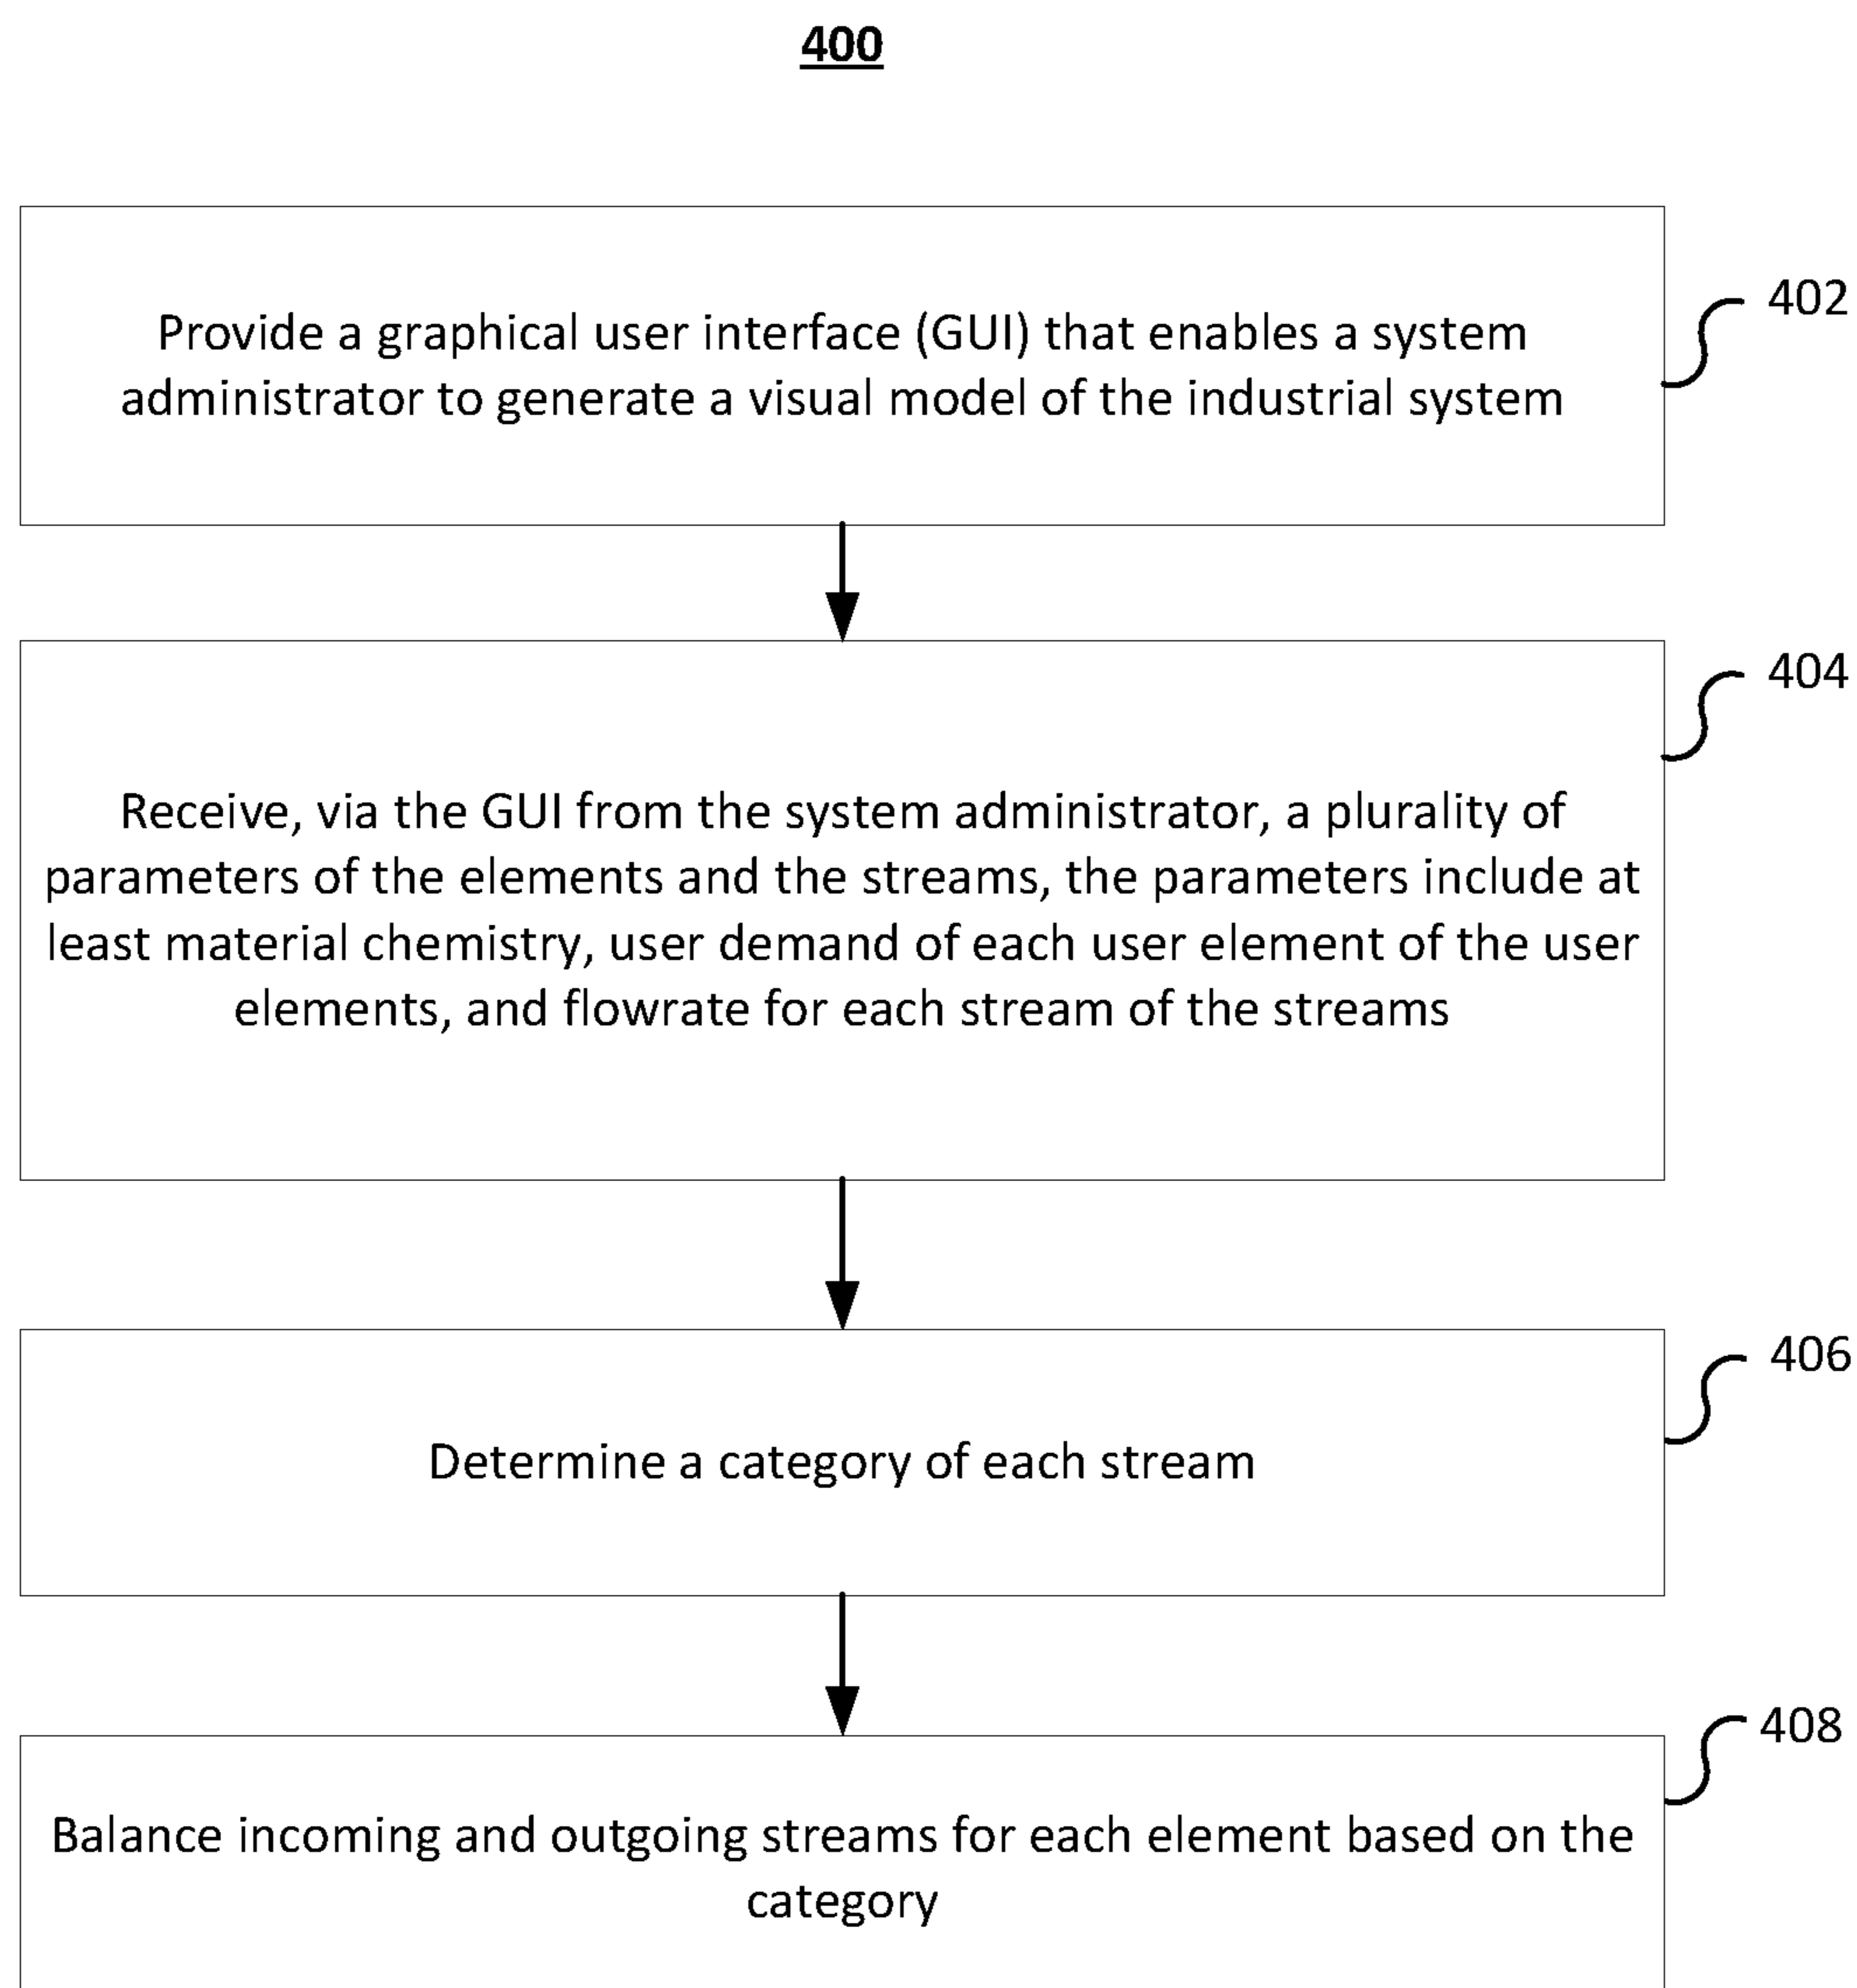 400
Provide a graphical user interface (GUI) that enables a system
administrator to generate a visual model of the industrial system
402
Receive, via the GUI from the system administrator, a plurality of
parameters of the elements and the streams, the parameters include at
least material chemistry, user demand of each user element of the user
elements, and flowrate for each stream of the streams
404
Determine a category of each stream
406
Balance incoming and outgoing streams for each element based on the
category
408